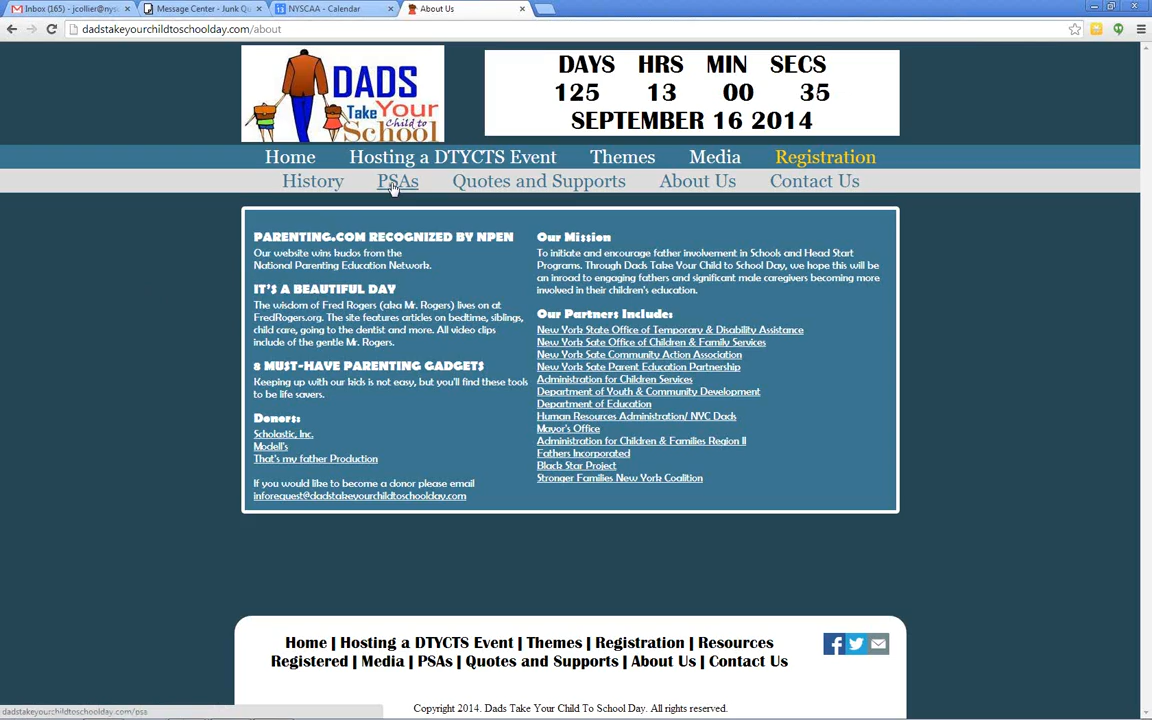 Inbox (165) - jcollier@nys
Message Center - Junk Q
NYSCAA - Calendar
About Us
dadstakeyourchildtoschoolday.com/about
DADS
Take Your
Child to
School
DAYS HRS MIN SECS
125 13 00 35
SEPTEMBER 16 2014
Home Hosting a DTYCTS Event Themes Media Registration
History PSAs Quotes and Supports About Us Contact Us
PARENTING.COM RECOGNIZED BY NPEN
Our website wins kudos from the
National Parenting Education Network.
IT'S A BEAUTIFUL DAY
The wisdom of Fred Rogers (aka Mr. Rogers) lives on at
FredRogers.org. The site features articles on bedtime, siblings,
child care, going to the dentist and more. All video clips
include of the gentle Mr. Rogers.
8 MUST-HAVE PARENTING GADGETS
Keeping up with our kids is not easy, but you'll find these tools
to be life savers.
Donors:
Scholastic, Inc.
Modell's
That's my father Production
If you would like to become a donor please email
inforequest@dadstakeyourchildtoschoolday.com
Our Mission
To initiate and encourage father involvement in Schools and Head Start
Programs. Through Dads Take Your Child to School Day, we hope this will be
an inroad to engaging fathers and significant male caregivers becoming more
involved in their children's education.
Our Partners Include:
New York State Office of Temporary & Disability Assistance
New York Sate Office of Children & Family Services
New York Sate Community Action Association
New York Sate Parent Education Partnership
Administration for Children Services
Department of Youth & Community Development
Department of Education
Human Resources Administration/ NYC Dads
Mayor's Office
Administration for Children & Families Region II
Fathers Incorporated
Black Star Project
Stronger Families New York Coalition
Home | Hosting a DTYCTS Event | Themes | Registration | Resources
Registered | Media | PSAs | Quotes and Supports | About Us | Contact Us
Copyright 2014. Dads Take Your Child To School Day. All rights reserved.
dadstakeyourchildtoschoolday.com/psa